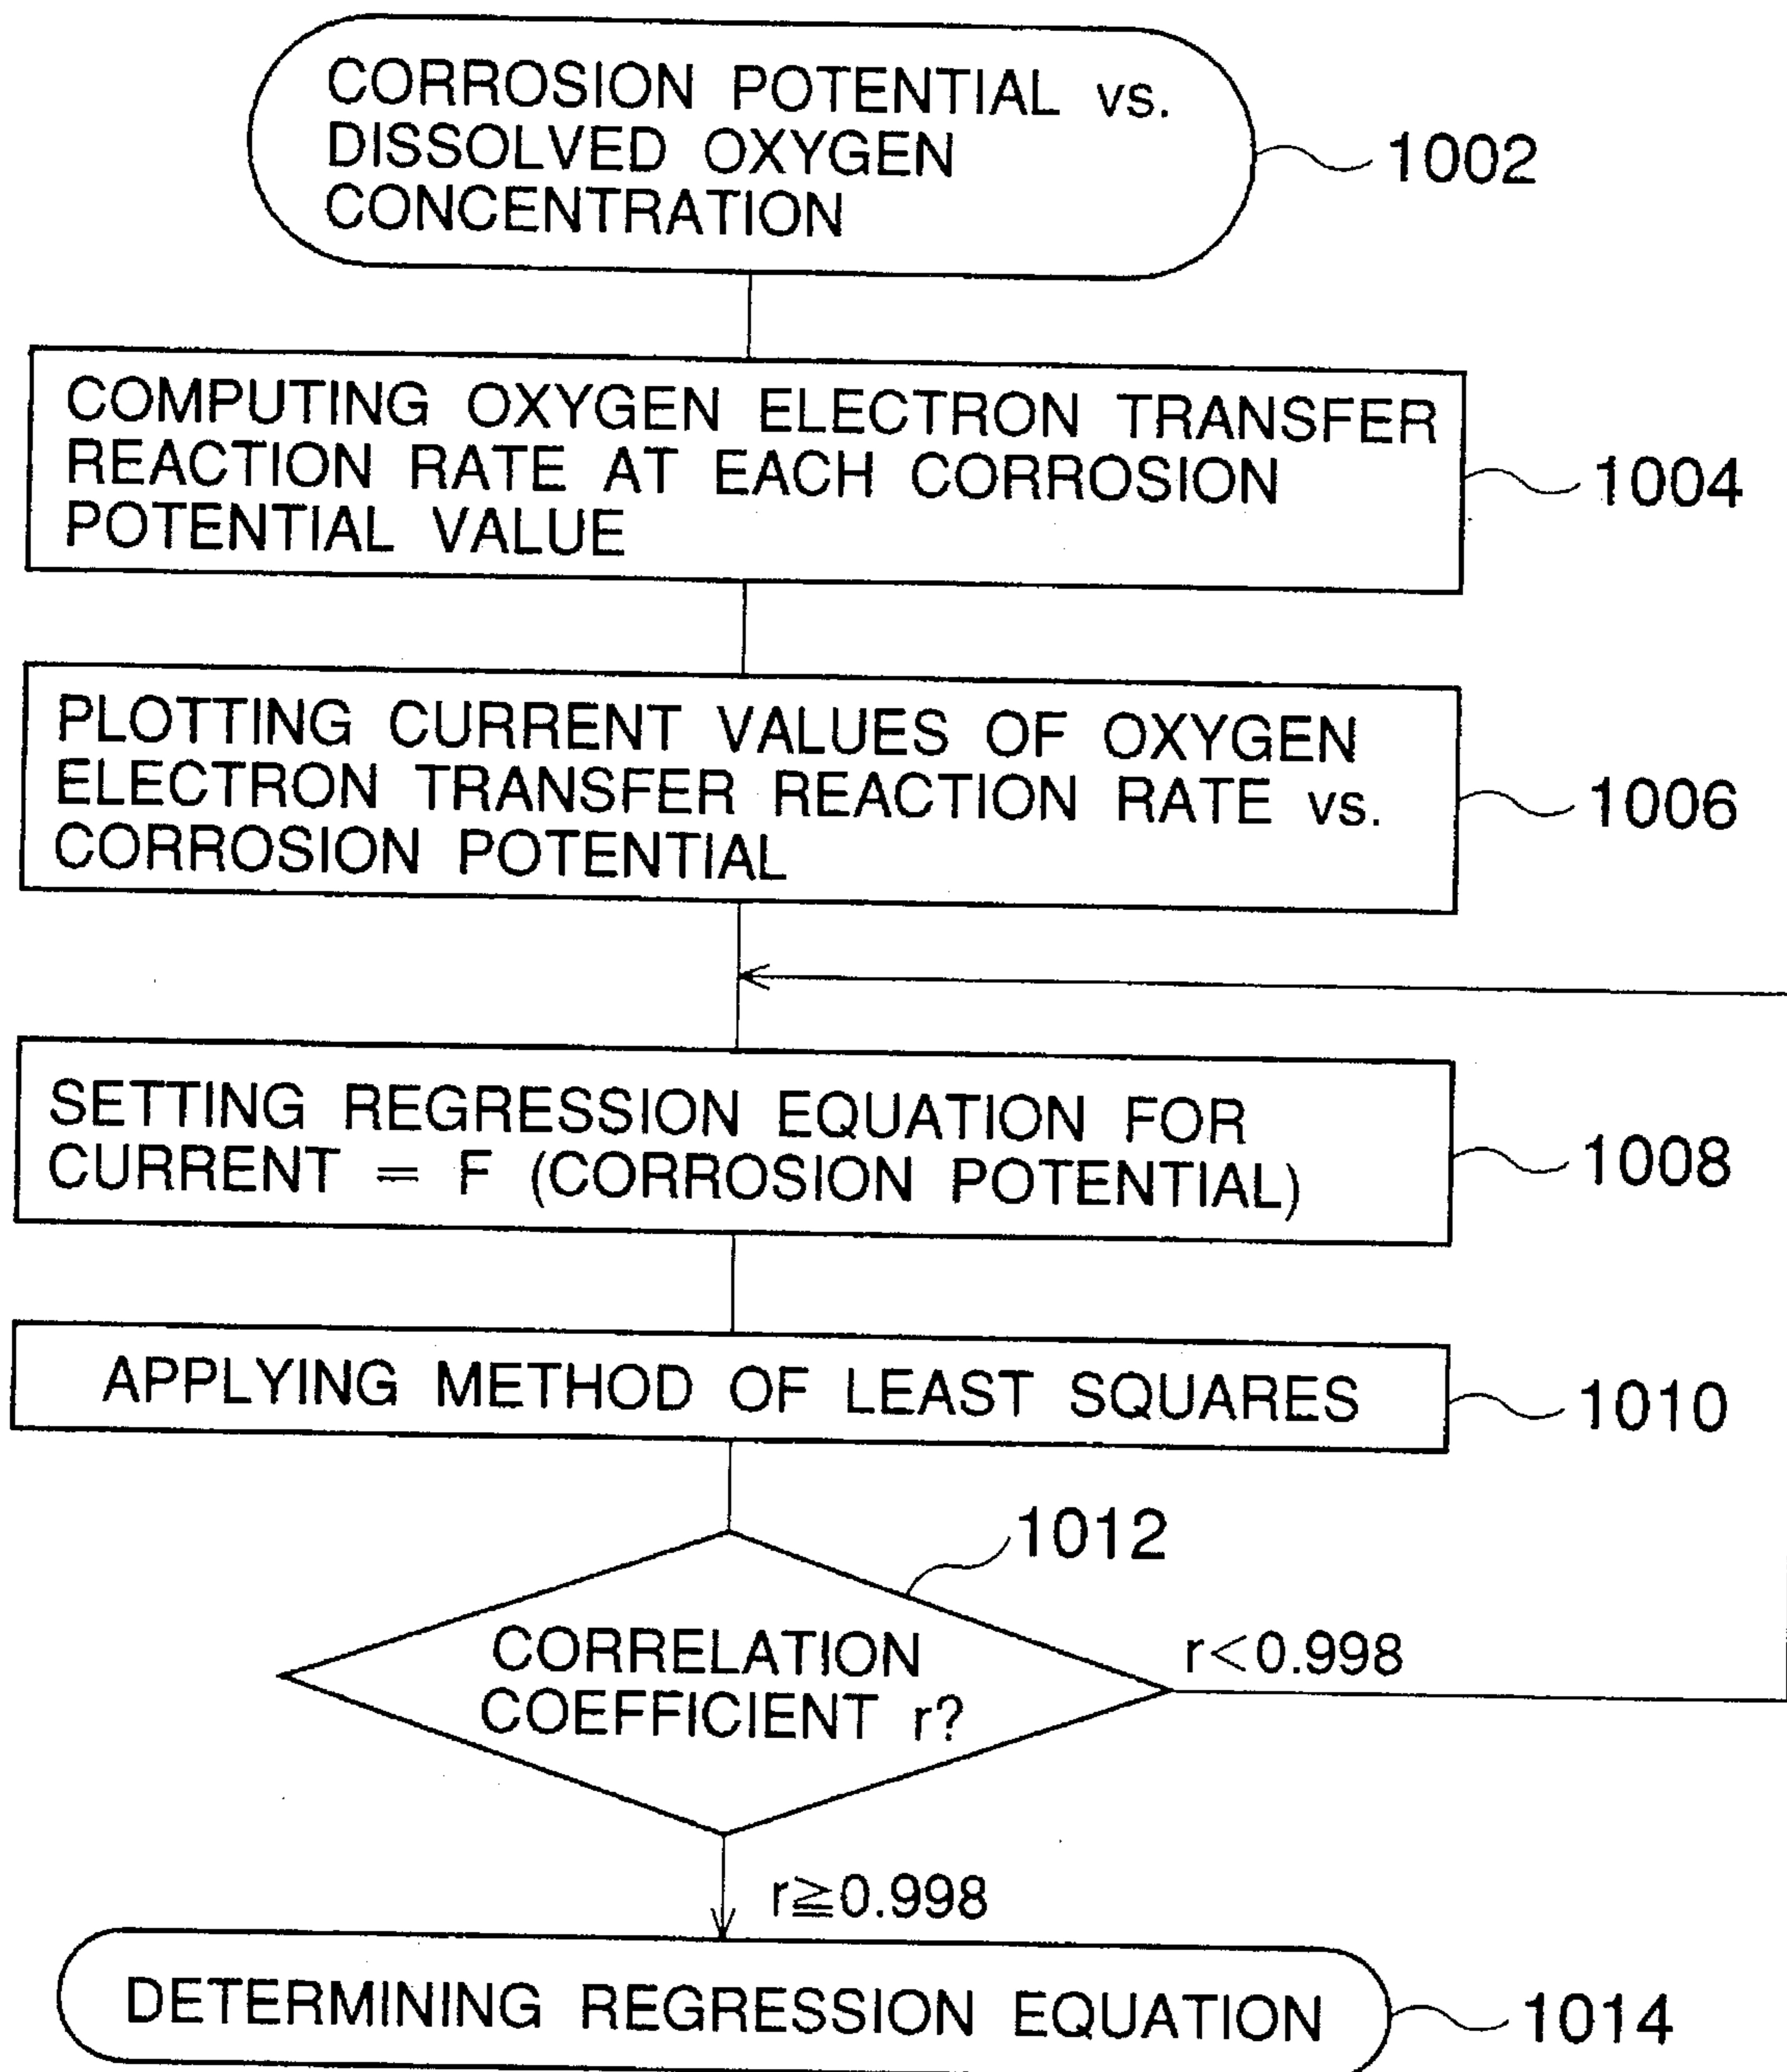 CORROSION POTENTIAL vs.
DISSOLVED OXYGEN
CONCENTRATION
1002
COMPUTING OXYGEN ELECTRON TRANSFER
REACTION RATE AT EACH CORROSION
POTENTIAL VALUE
1004
PLOTTING CURRENT VALUES OF OXYGEN
ELECTRON TRANSFER REACTION RATE vs.
CORROSION POTENTIAL
1006
SETTING REGRESSION EQUATION FOR
CURRENT = F (CORROSION POTENTIAL)
1008
APPLYING METHOD OF LEAST SQUARES
1010
1012
CORRELATION
COEFFICIENT r?
r<0.998
r≧0.998
DETERMINING REGRESSION EQUATION
1014